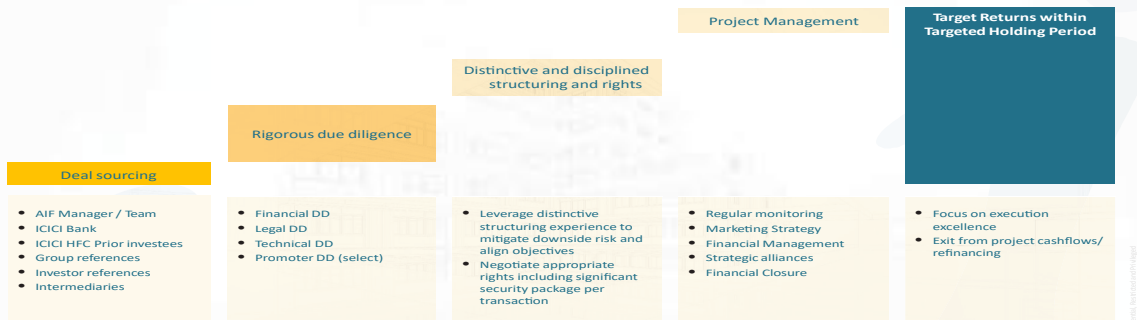 Deal sourcing
• AIF Manager / Team
• ICICI Bank
• ICICI HFC Prior investees
• Group references
• Investor references
• Intermediaries
Rigorous due diligence
• Financial DD
• Legal DD
• Technical DD
• Promoter DD (select)
Distinctive and disciplined
structuring and rights
• Leverage distinctive
structuring experience to
mitigate downside risk and
align objectives
• Negotiate appropriate
rights including significant
security package per
transaction
Project Management
• Regular monitoring
• Marketing Strategy
• Financial Management
• Strategic alliances
• Financial Closure
Target Returns within
Targeted Holding Period
• Focus on execution
excellence
• Exit from project cashflows/
refinancing